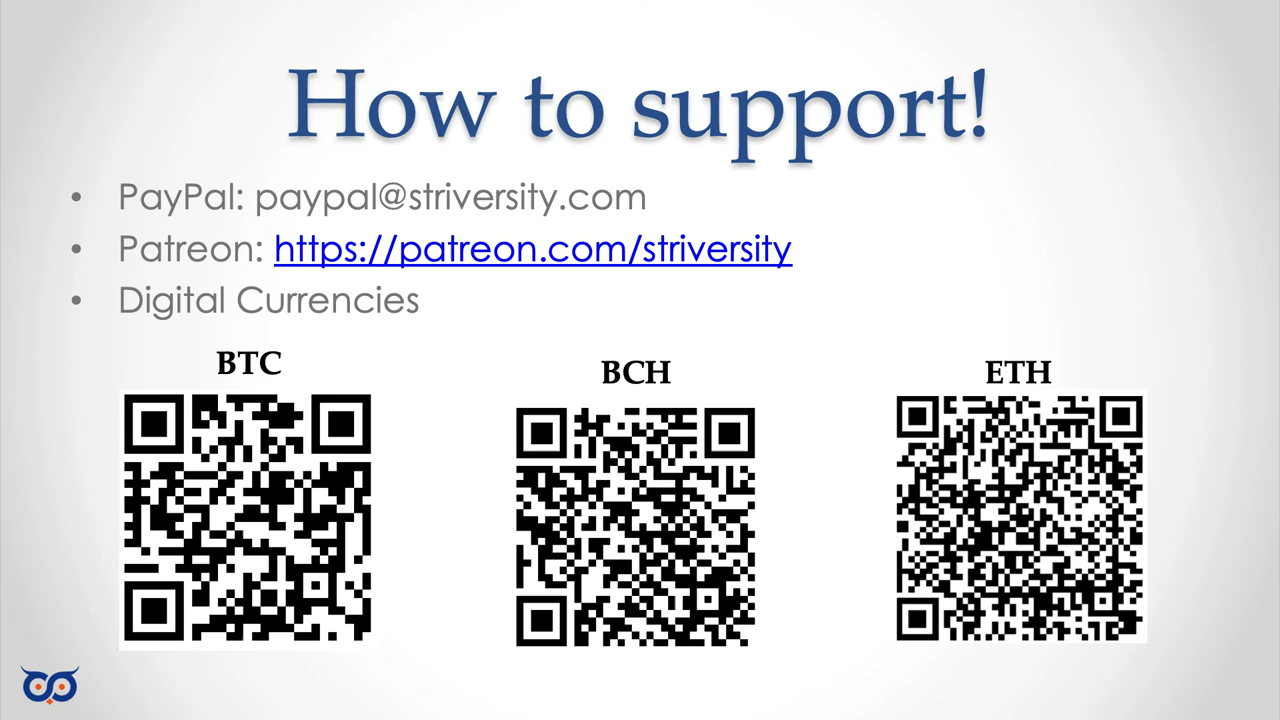 How to support!
• PayPal: paypal@striversity.com
• Patreon: https://patreon.com/striversity
• Digital Currencies
BTC
BCH
ETH